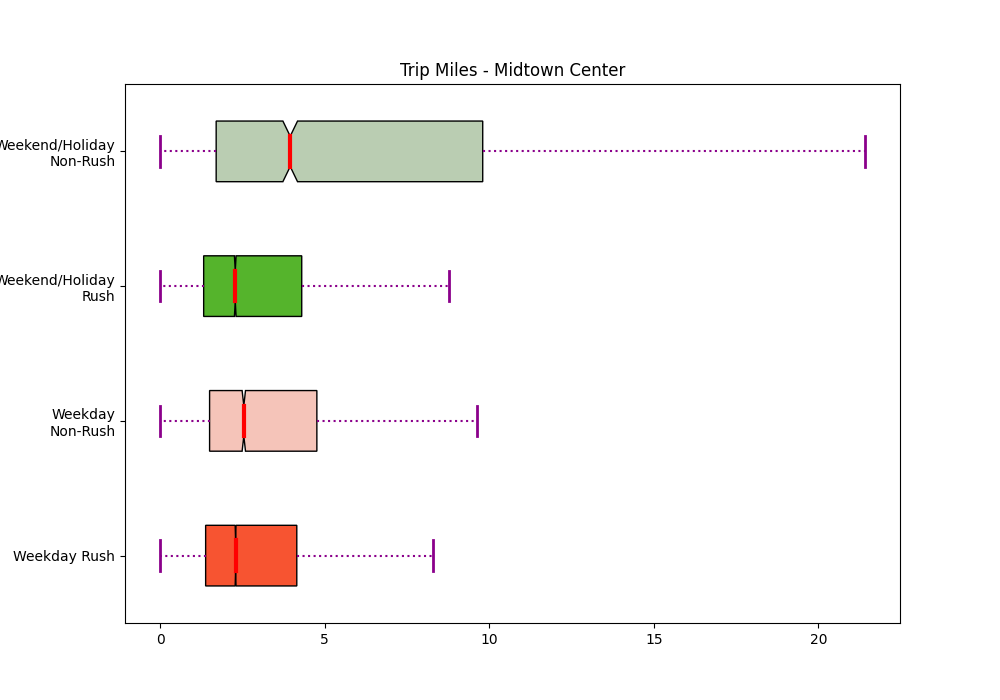 Trip Miles - Midtown Center
Weekend/Holiday
Non-Rush
Weekend/Holiday
Rush
Weekday
Non-Rush
Weekday Rush
0 5 10 15 20